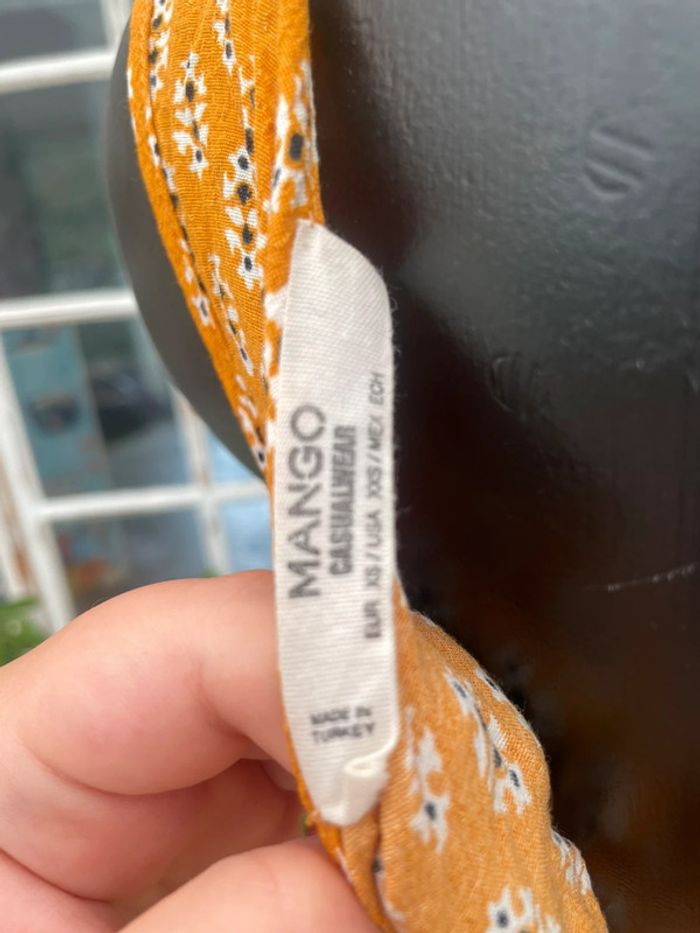 MANGO
CASUALWEAR
EUR XS / USA XXS / MEX ECH
MADE IN
TURKEY